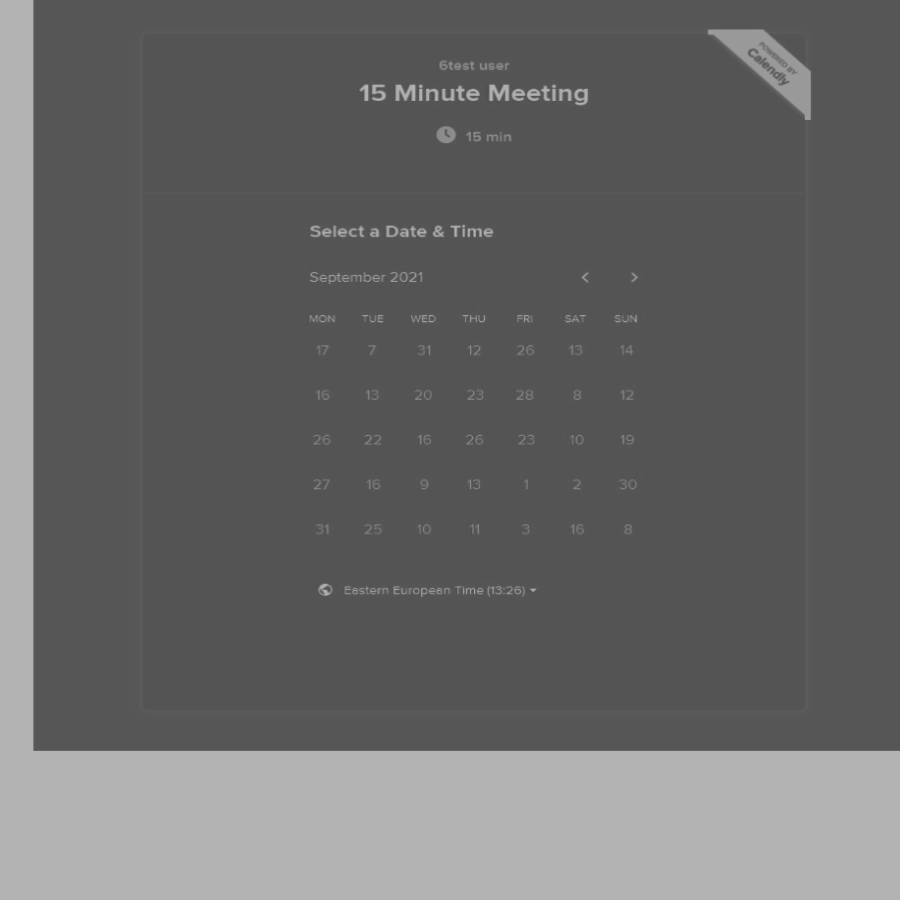 POWERED BY
Calendly
6test user
15 Minute Meeting
15 min
Select a Date & Time
September 2021
MON TUE WED THU FRI SAT SUN
17 7 31 12 26 13 14
16 13 20 23 28 8 12
26 22 16 26 23 10 19
27 16 9 13 1 2 30
31 25 10 11 3 16 8
Eastern European Time (13:26)